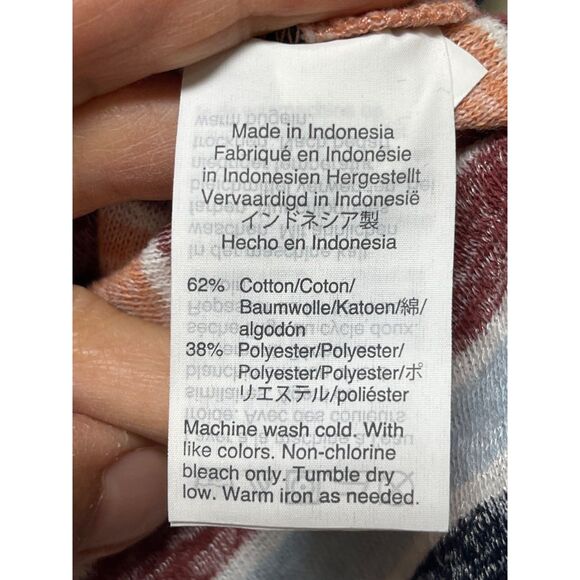 Made in Indonesia
Fabriqué en Indonésie
in Indonesien Hergestellt
Vervaardigd in Indonesië
インドネシア製
Hecho en Indonesia
62% Cotton/Coton/
Baumwolle/Katoen/綿/
algodón
38% Polyester/Polyester/
Polyester/Polyester/ポ
リエステル/poliéster
Machine wash cold. With
like colors. Non-chlorine
bleach only. Tumble dry
low. Warm iron as needed.